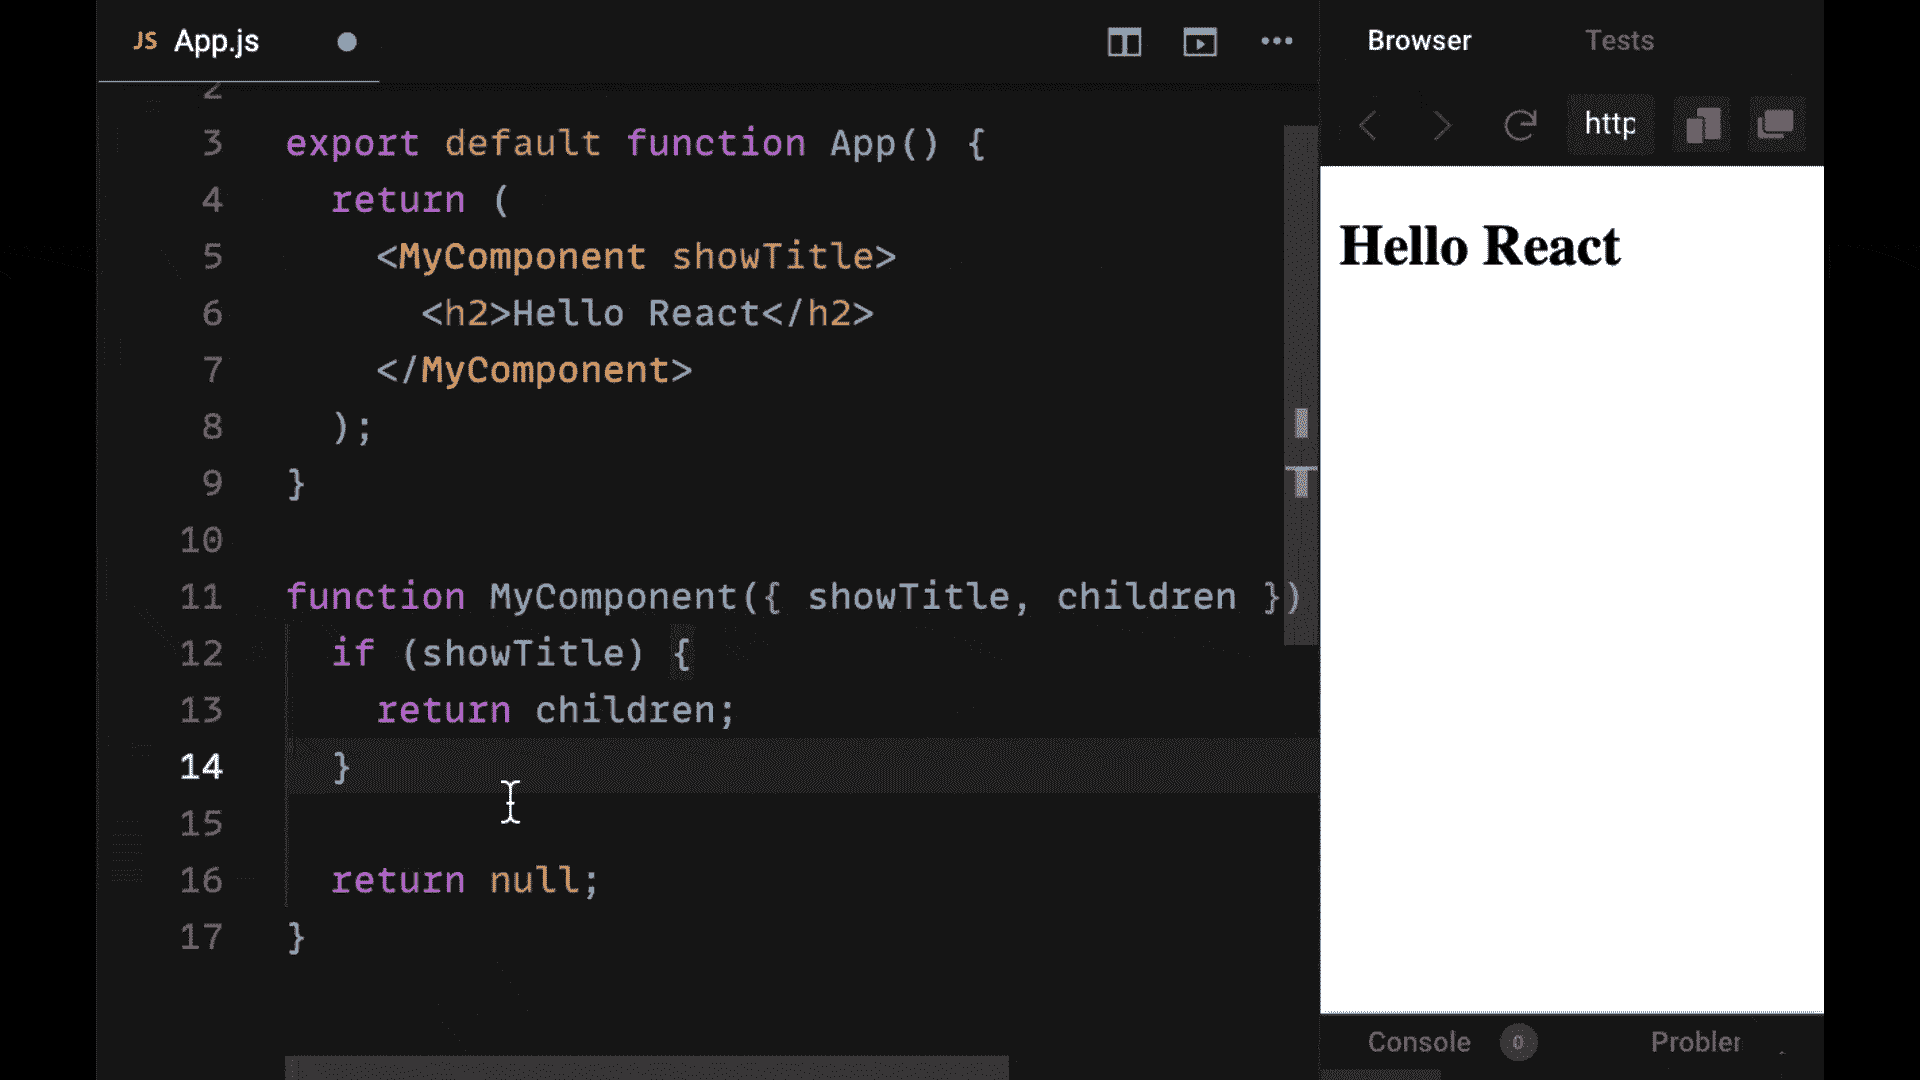 JS App.js
2
3 export default function App() {
4 return (
5 <MyComponent showTitle>
6 <h2>Hello React</h2>
7 </MyComponent>
8 );
9 }
10
11 function MyComponent({ showTitle, children })
12 if (showTitle) {
13 return children;
14 }
15
16 return null;
17 }
Browser Tests
http
Hello React
Console 0 Probler